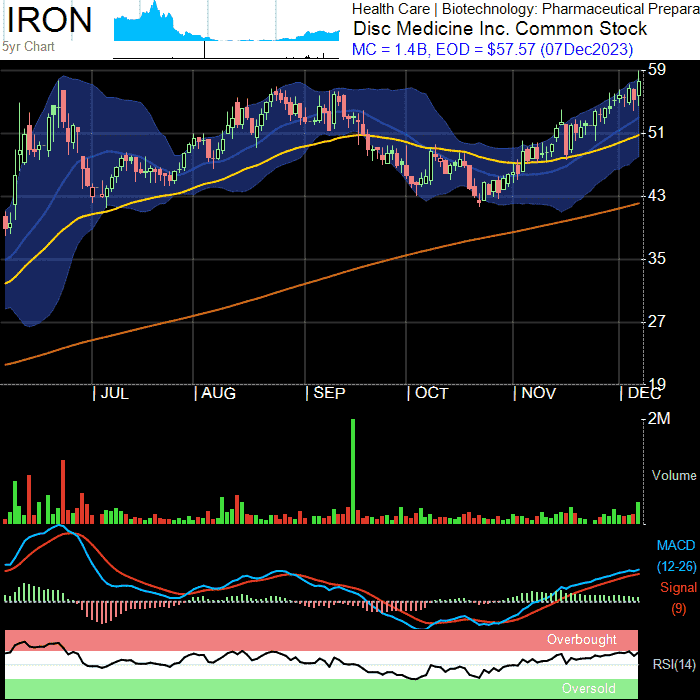 IRON
5yr Chart
Health Care | Biotechnology: Pharmaceutical Prepara
Disc Medicine Inc. Common Stock
MC = 1.4B, EOD = $57.57 (07Dec2023)
59
51
43
35
27
19
| JUL
| AUG
| SEP
| OCT
| NOV
| DEC
2M
Volume
MACD
(12-26)
Signal
(9)
Overbought
RSI(14)
Oversold